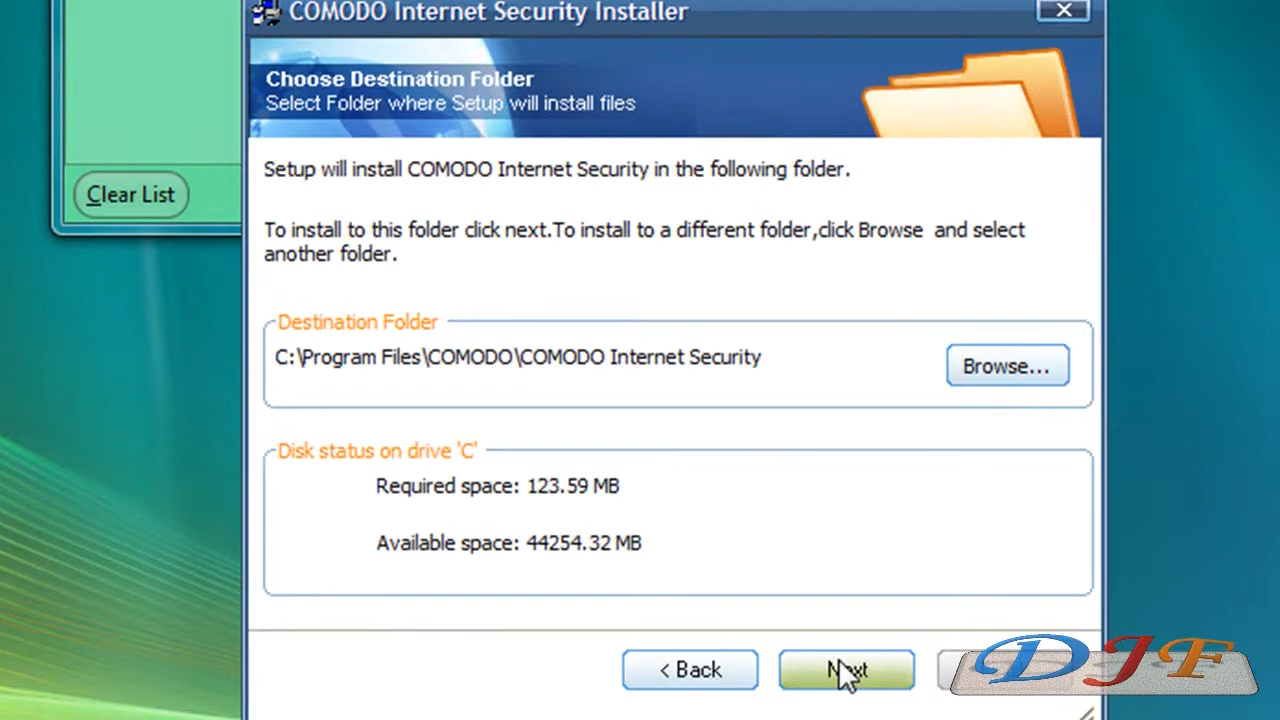 COMODO Internet Security Installer
Choose Destination Folder
Select Folder where Setup will install files
Setup will install COMODO Internet Security in the following folder.
Clear List
To install to this folder click next.To install to a different folder,click Browse and select
another folder.
Destination Folder
C:\Program Files\COMODO\COMODO Internet Security
Browse...
Disk status on drive 'C'
Required space: 123.59 MB
Available space: 44254.32 MB
< Back
Next
DJF